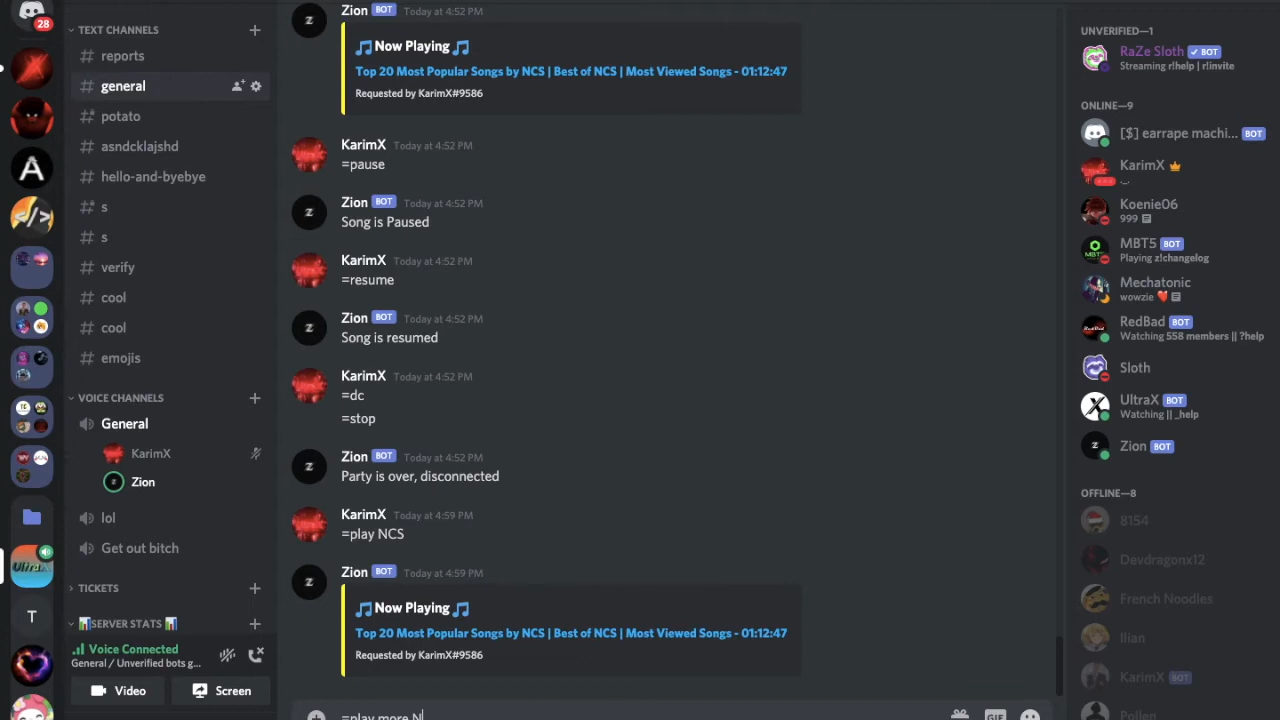 28
TEXT CHANNELS
reports
general
potato
asndcklajshd
hello-and-byebye
s
s
verify
cool
cool
emojis
VOICE CHANNELS
General
KarimX
Zion
lol
Get out bitch
TICKETS
📊SERVER STATS 📊
Voice Connected
General / Unverified bots g...
Video
Screen
UltraX
T
Zion BOT Today at 4:52 PM
🎵Now Playing 🎵
Top 20 Most Popular Songs by NCS | Best of NCS | Most Viewed Songs - 01:12:47
Requested by KarimX#9586
KarimX Today at 4:52 PM
=pause
Zion BOT Today at 4:52 PM
Song is Paused
KarimX Today at 4:52 PM
=resume
Zion BOT Today at 4:52 PM
Song is resumed
KarimX Today at 4:52 PM
=dc
=stop
Zion BOT Today at 4:52 PM
Party is over, disconnected
KarimX Today at 4:59 PM
=play NCS
Zion BOT Today at 4:59 PM
🎵Now Playing 🎵
Top 20 Most Popular Songs by NCS | Best of NCS | Most Viewed Songs - 01:12:47
Requested by KarimX#9586
=play more N
GIF
UNVERIFIED—1
RaZe Sloth ✓ BOT
Streaming r!help | r!invite
ONLINE—9
[$] earrape machi... BOT
KarimX
._.
Koenie06
999
MBT5 BOT
Playing z!changelog
Mechatonic
wowzie ❤️
RedBad BOT
Watching 558 members || ?help
Sloth
UltraX BOT
Watching || _help
Zion BOT
OFFLINE—8
8154
Devdragonx12
French Noodles
Ilian
KarimX BOT
Pollen